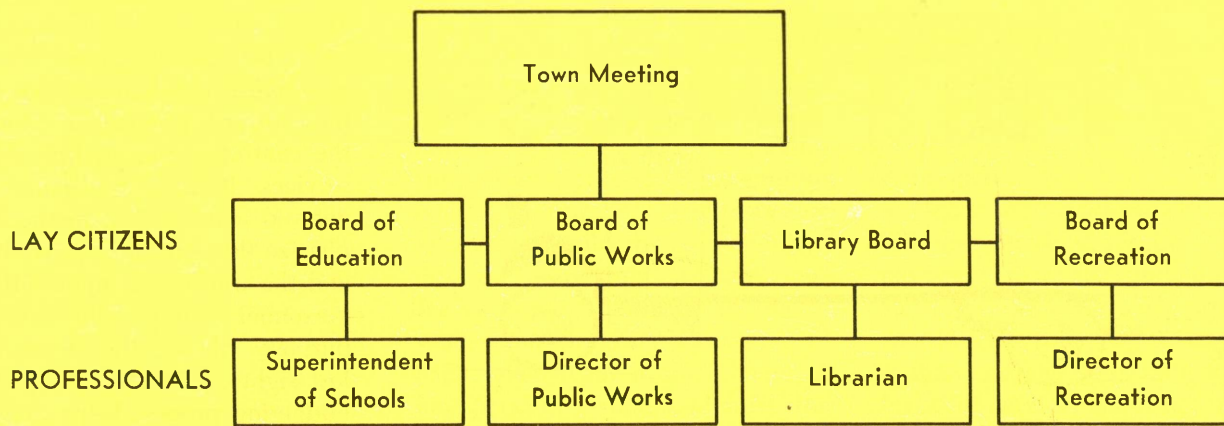 Town Meeting
LAY CITIZENS
Board of
Education
Board of
Public Works
Library Board
Board of
Recreation
PROFESSIONALS
Superintendent
of Schools
Director of
Public Works
Librarian
Director of
Recreation